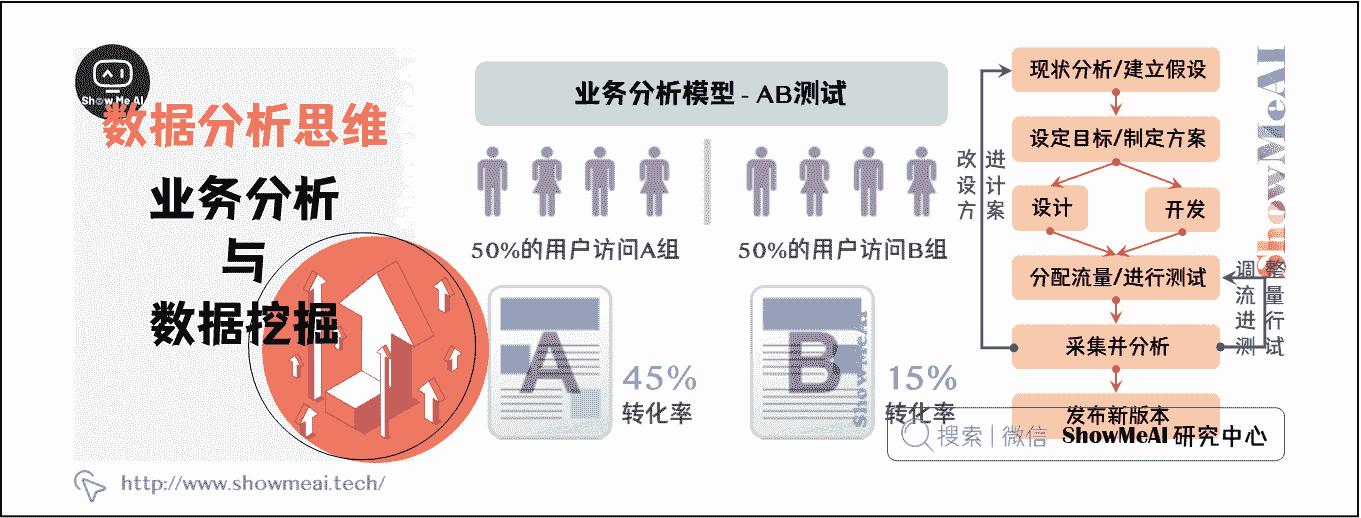 Show Me AI
数据分析思维
业务分析
与
数据挖掘
http://www.showmeai.tech/
业务分析模型 - AB测试
50%的用户访问A组
50%的用户访问B组
A
45%
转化率
B
ShowMeAI
15%
转化率
现状分析/建立假设
设定目标/制定方案
设计
开发
分配流量/进行测试
采集并分析
发布新版本
改进
设计
方案
调整
流量
进行
测试
ShowMeAI
搜索 | 微信 ShowMeAI 研究中心